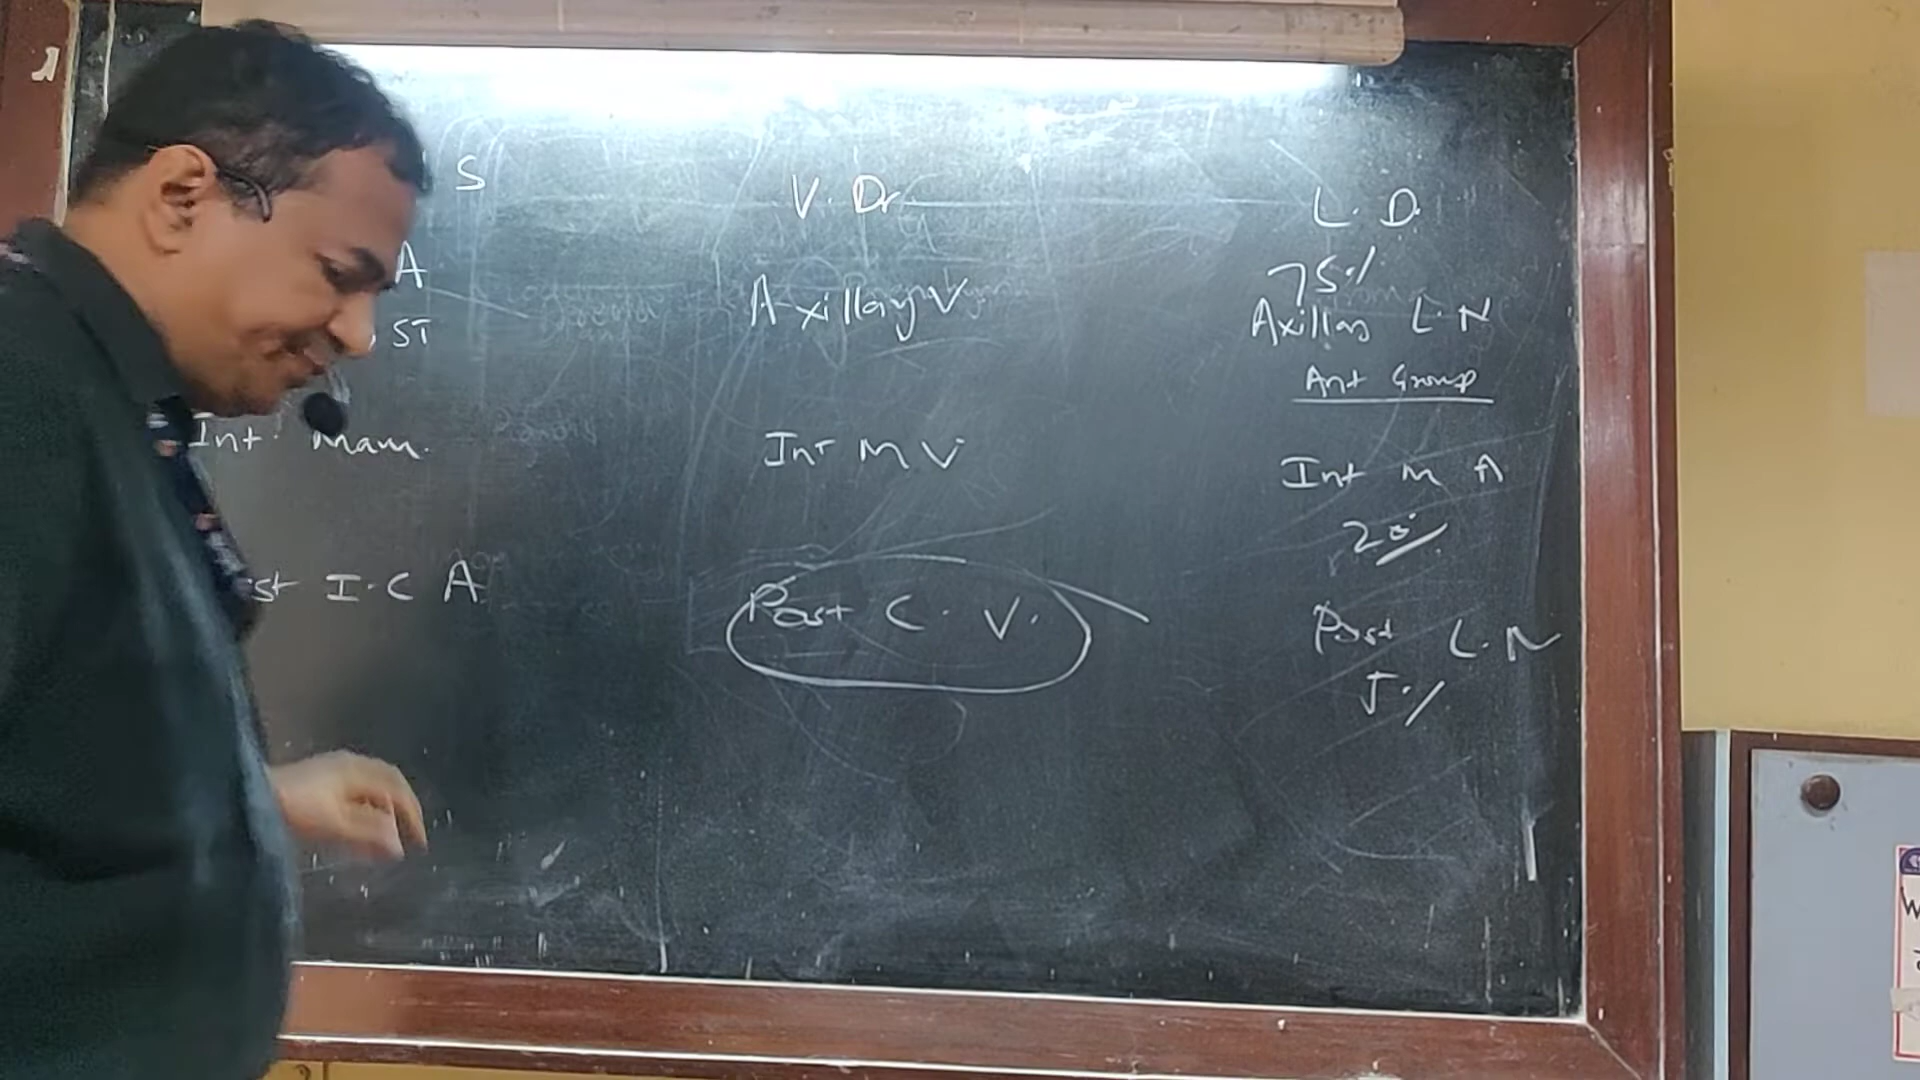 S
V. Dr.
L. D.
A
75%
Axillary V
Axillary L.N
, ST
Ant Group
Int. Mam.
Int M V
Int M A
20%
st I.C A
Post C. V.
Post L.N
5%